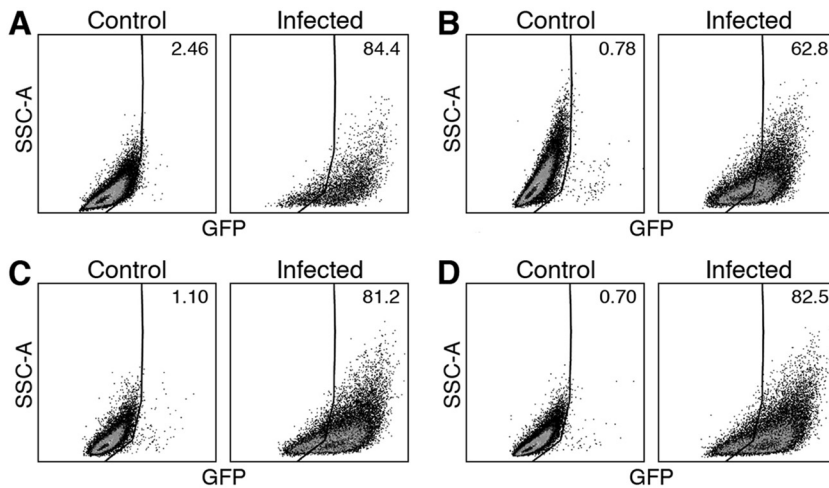 A Control Infected
2.46 84.4
SSC-A
GFP
B Control Infected
0.78 62.8
SSC-A
GFP
C Control Infected
1.10 81.2
SSC-A
GFP
D Control Infected
0.70 82.5
SSC-A
GFP